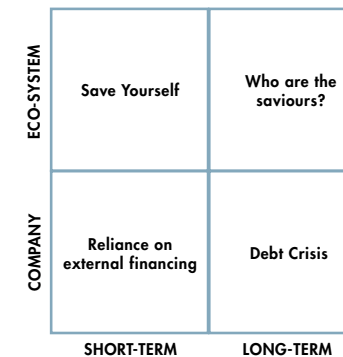 ECO-SYSTEM
Save Yourself
Who are the
saviours?
COMPANY
Reliance on
external financing
Debt Crisis
SHORT-TERM
LONG-TERM